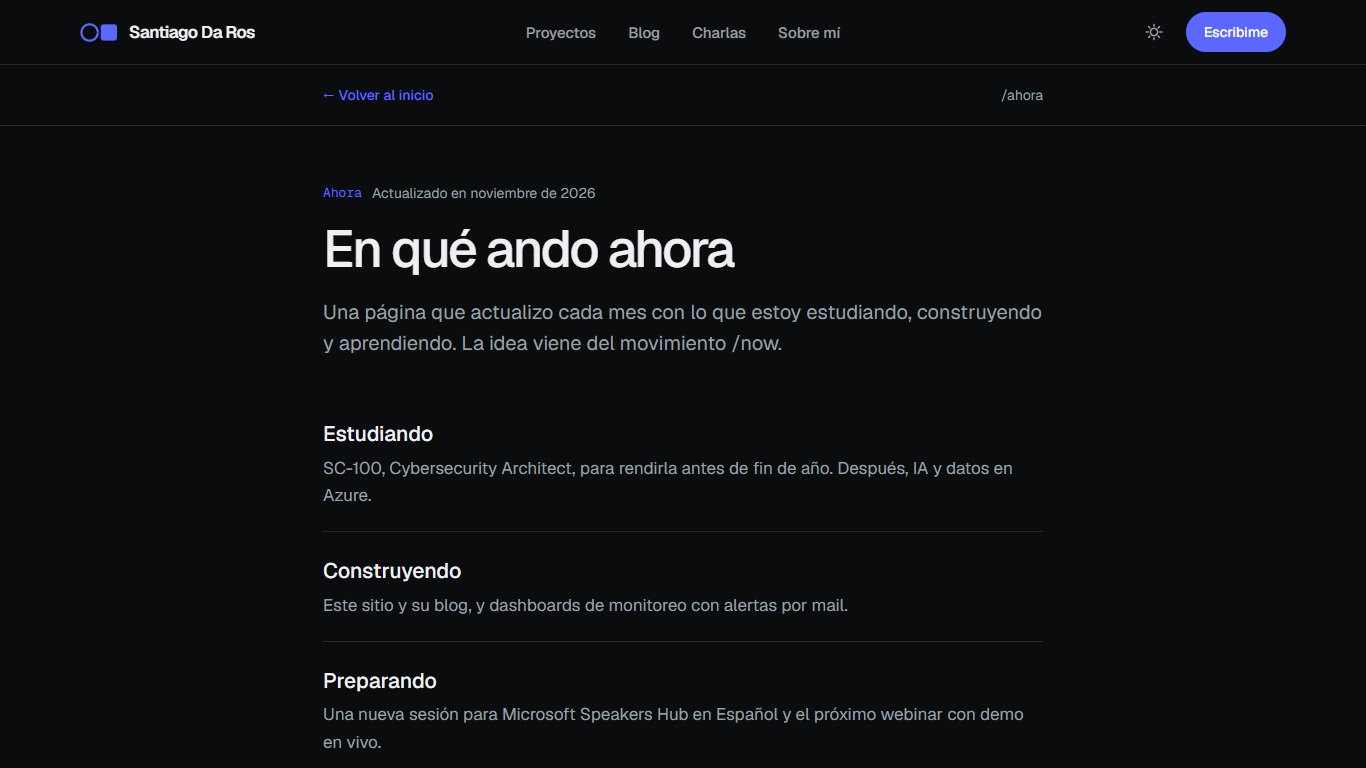 Santiago Da Ros
Proyectos
Blog
Charlas
Sobre mí
Escribime
← Volver al inicio
/ahora
Ahora
Actualizado en noviembre de 2026
En qué ando ahora
Una página que actualizo cada mes con lo que estoy estudiando, construyendo
y aprendiendo. La idea viene del movimiento /now.
Estudiando
SC-100, Cybersecurity Architect, para rendirla antes de fin de año. Después, IA y datos en
Azure.
Construyendo
Este sitio y su blog, y dashboards de monitoreo con alertas por mail.
Preparando
Una nueva sesión para Microsoft Speakers Hub en Español y el próximo webinar con demo
en vivo.